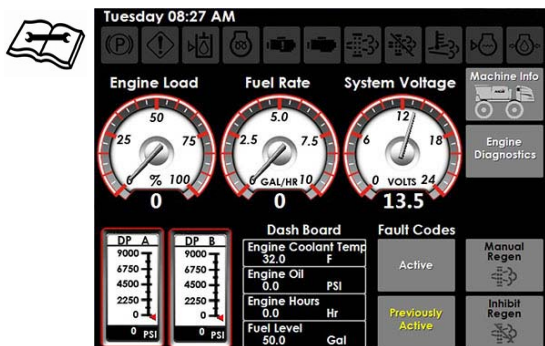 Tuesday 08:27 AM
(P)
Engine Load
Fuel Rate
System Voltage
Machine Info
50
25
75
0
% 100
0
5.0
2.5
7.5
0
GAL/HR 10
0
12
6
18
0 VOLTS 24
13.5
Engine
Diagnostics
DP A
9000
6750
4500
2250
0
0 PSI
DP B
9000
6750
4500
2250
0
0 PSI
Dash Board
Engine Coolant Temp
32.0 F
Engine Oil
0.0 PSI
Engine Hours
0.0 Hr
Fuel Level
50.0 Gal
Fault Codes
Active
Previously
Active
Manual
Regen
Inhibit
Regen